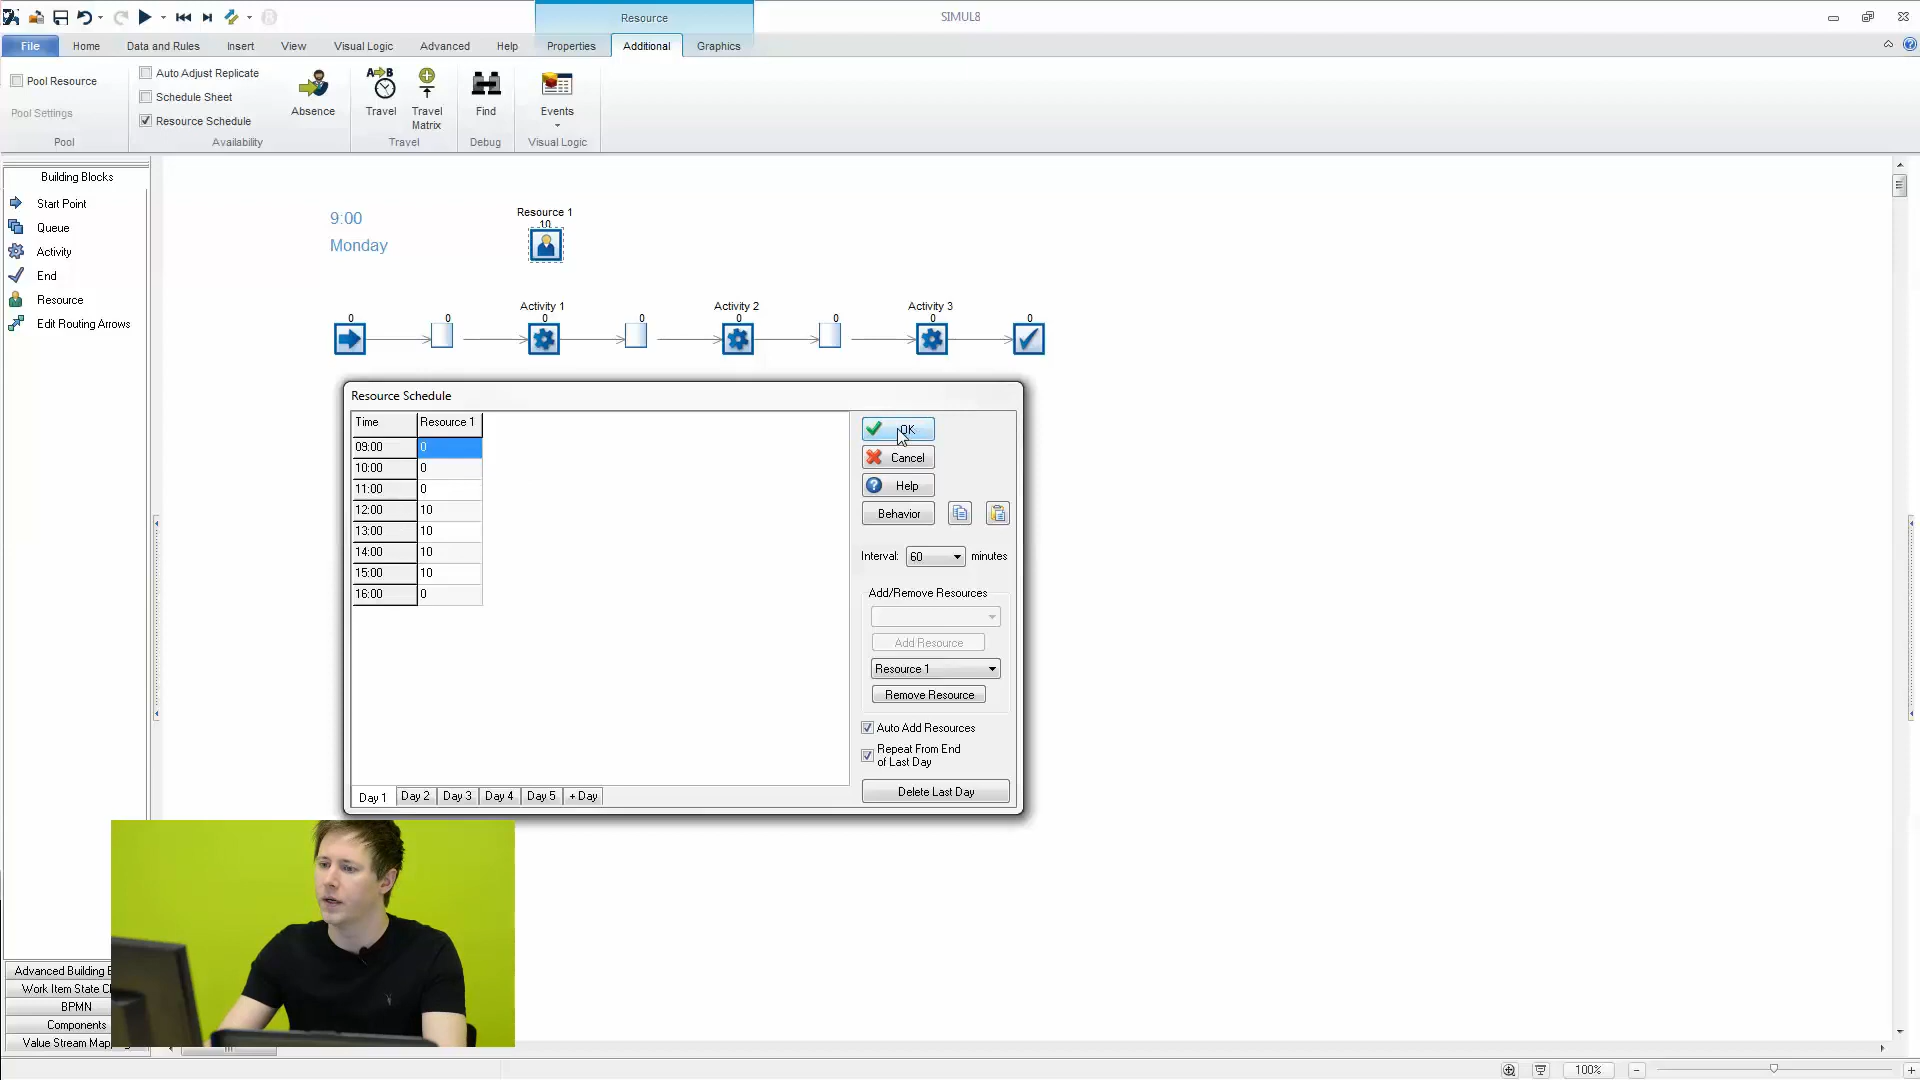 Resource
SIMUL8
File
Home
Data and Rules
Insert
View
Visual Logic
Advanced
Help
Properties
Additional
Graphics
Pool Resource
Pool Settings
Pool
Auto Adjust Replicate
Schedule Sheet
Resource Schedule
Absence
Availability
A B
Travel
Travel
Matrix
Travel
Find
Debug
Events
Visual Logic
Building Blocks
Start Point
Queue
Activity
End
Resource
Edit Routing Arrows
9:00
Monday
Resource 1
10
Activity 1
Activity 2
Activity 3
0 0 0 0 0 0 0 0
Resource Schedule
Time Resource 1
09:00 0
10:00 0
11:00 0
12:00 10
13:00 10
14:00 10
15:00 10
16:00 0
OK
Cancel
Help
Behavior
Interval: 60 minutes
Add/Remove Resources
Add Resource
Resource 1
Remove Resource
Auto Add Resources
Repeat From End
of Last Day
Delete Last Day
Day 1 Day 2 Day 3 Day 4 Day 5 + Day
Advanced Building
Work Item State
BPMN
Components
Value Stream
100%